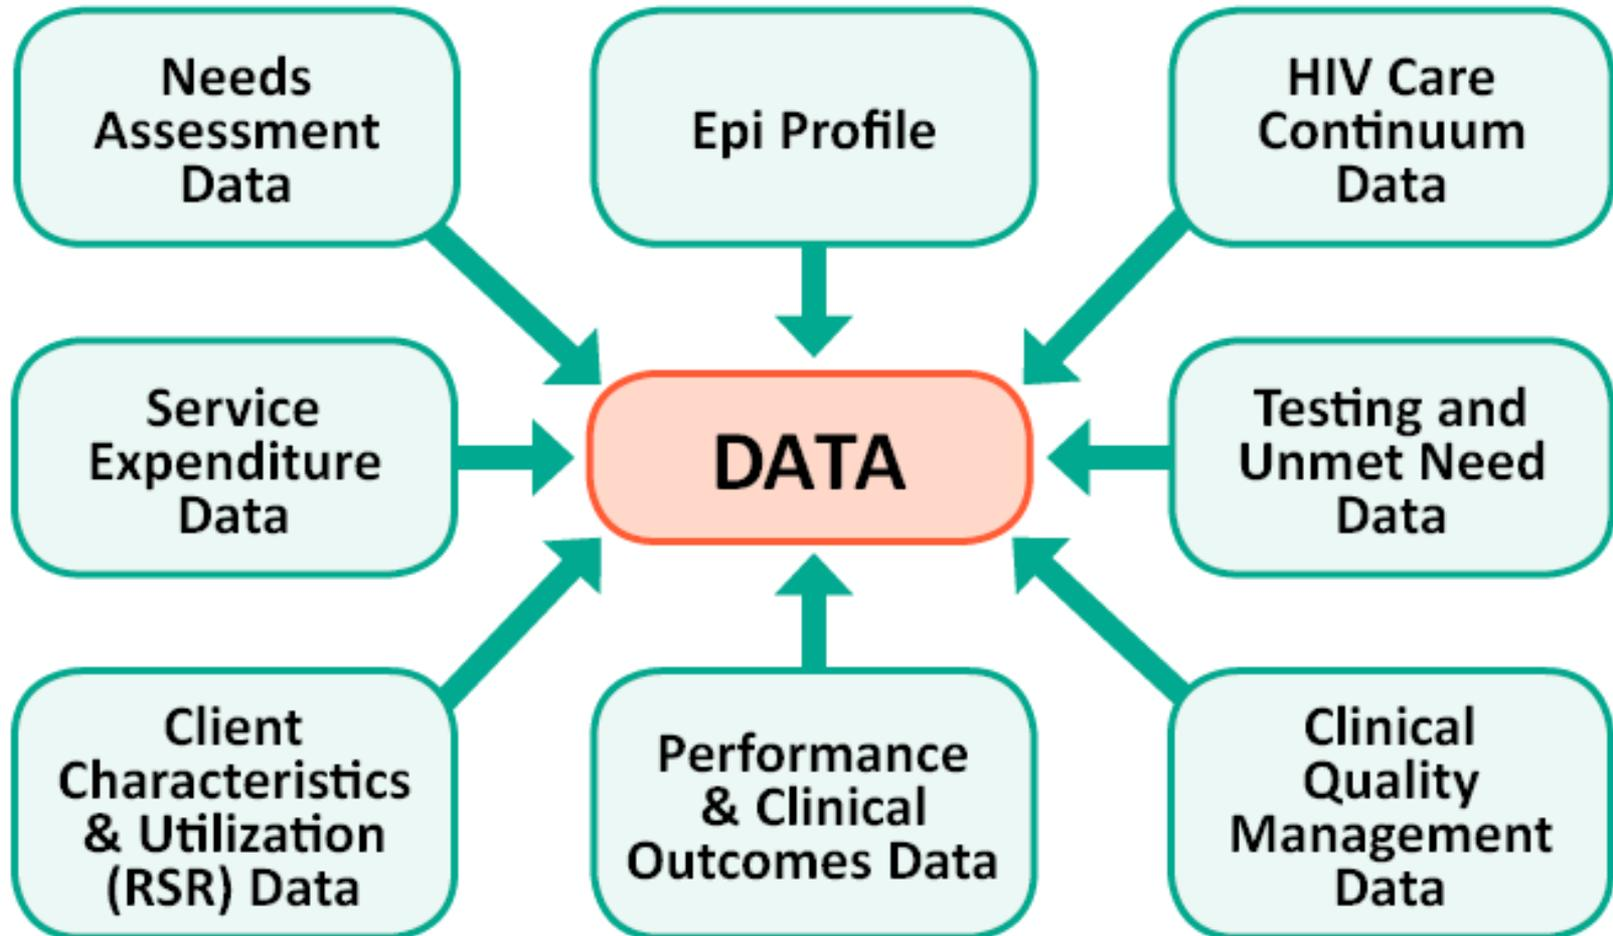 Needs
Assessment
Data
Epi Profile
HIV Care
Continuum
Data
Service
Expenditure
Data
DATA
Testing and
Unmet Need
Data
Client
Characteristics
& Utilization
(RSR) Data
Performance
& Clinical
Outcomes Data
Clinical
Quality
Management
Data